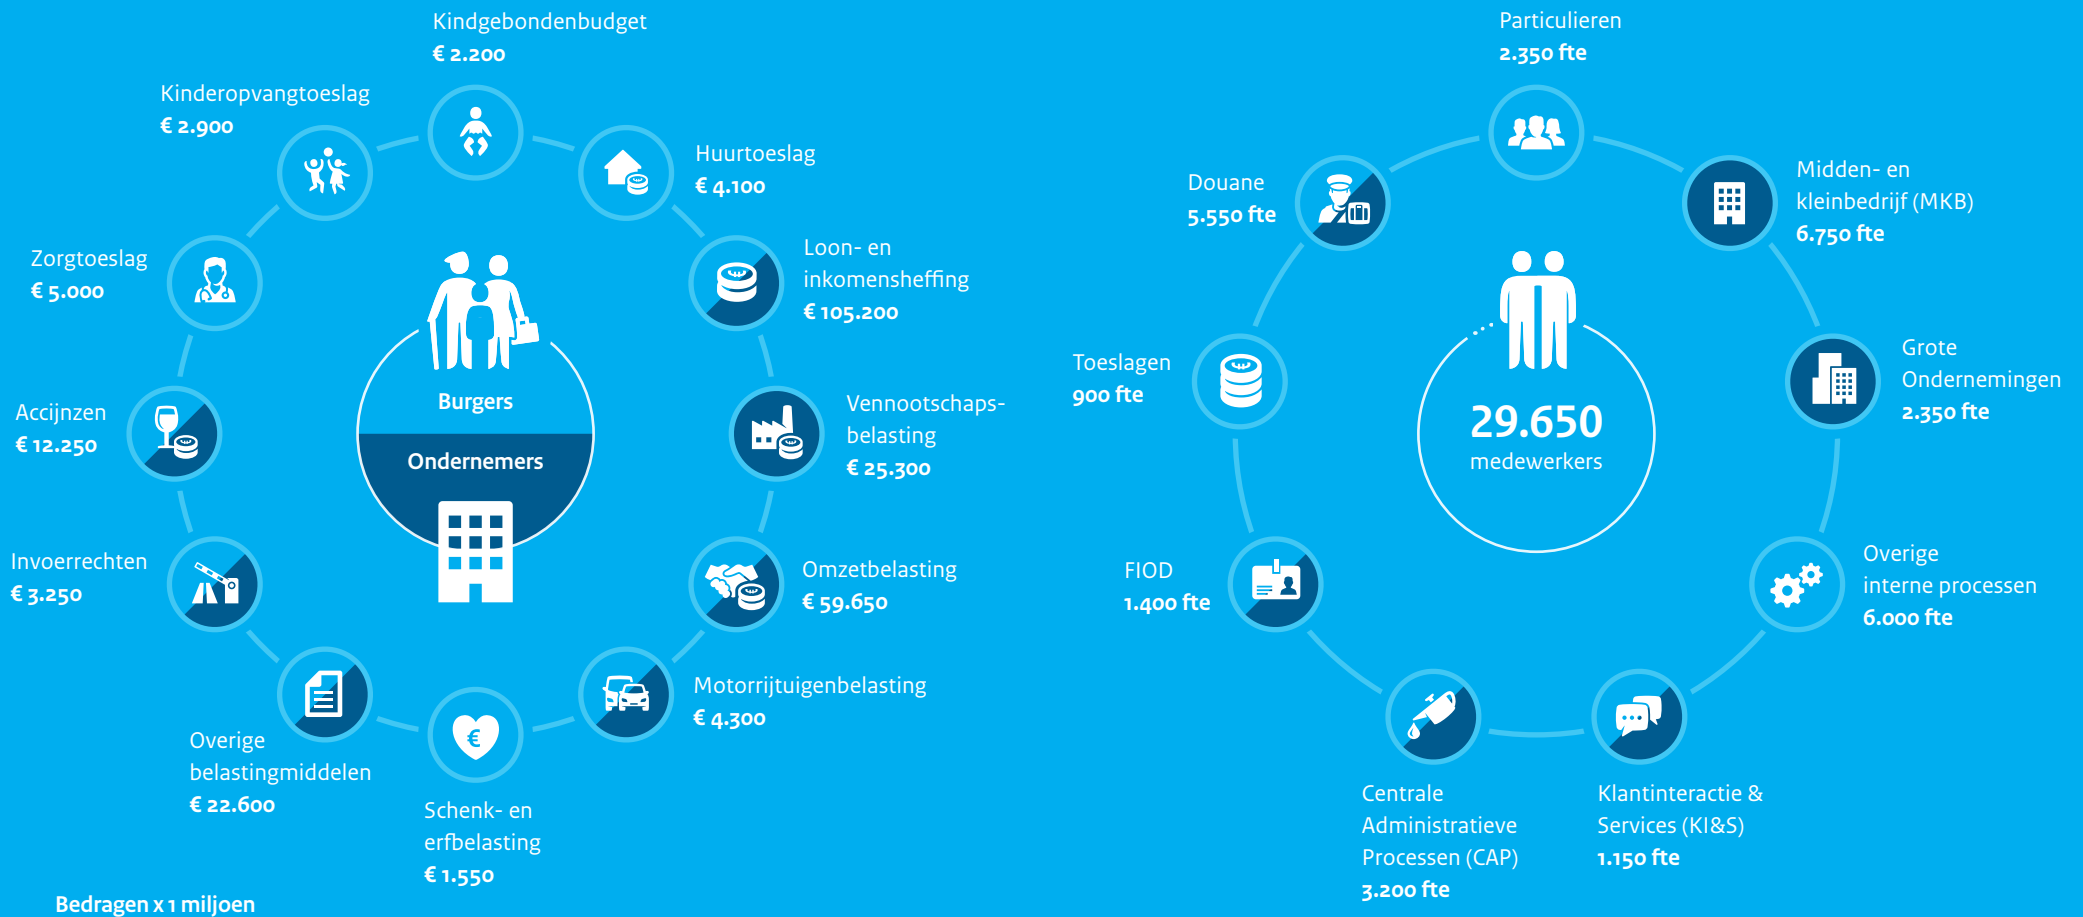 Kindgebondenbudget
€ 2.200
Kinderopvangtoeslag
€ 2.900
Huurtoeslag
€ 4.100
Zorgtoeslag
€ 5.000
Loon- en
inkomensheffing
€ 105.200
Accijnzen
€ 12.250
Burgers
Ondernemers
Vennootschaps-
belasting
€ 25.300
Invoerrechten
€ 3.250
Omzetbelasting
€ 59.650
Motorrijtuigenbelasting
€ 4.300
Overige
belastingmiddelen
€ 22.600
€
Schenk- en
erfbelasting
€ 1.550
Bedragen x 1 miljoen
Particulieren
2.350 fte
Douane
5.550 fte
Midden- en
kleinbedrijf (MKB)
6.750 fte
Toeslagen
900 fte
29.650
medewerkers
Grote
Ondernemingen
2.350 fte
FIOD
1.400 fte
Overige
interne processen
6.000 fte
Centrale
Administratieve
Processen (CAP)
3.200 fte
Klantinteractie &
Services (KI&S)
1.150 fte